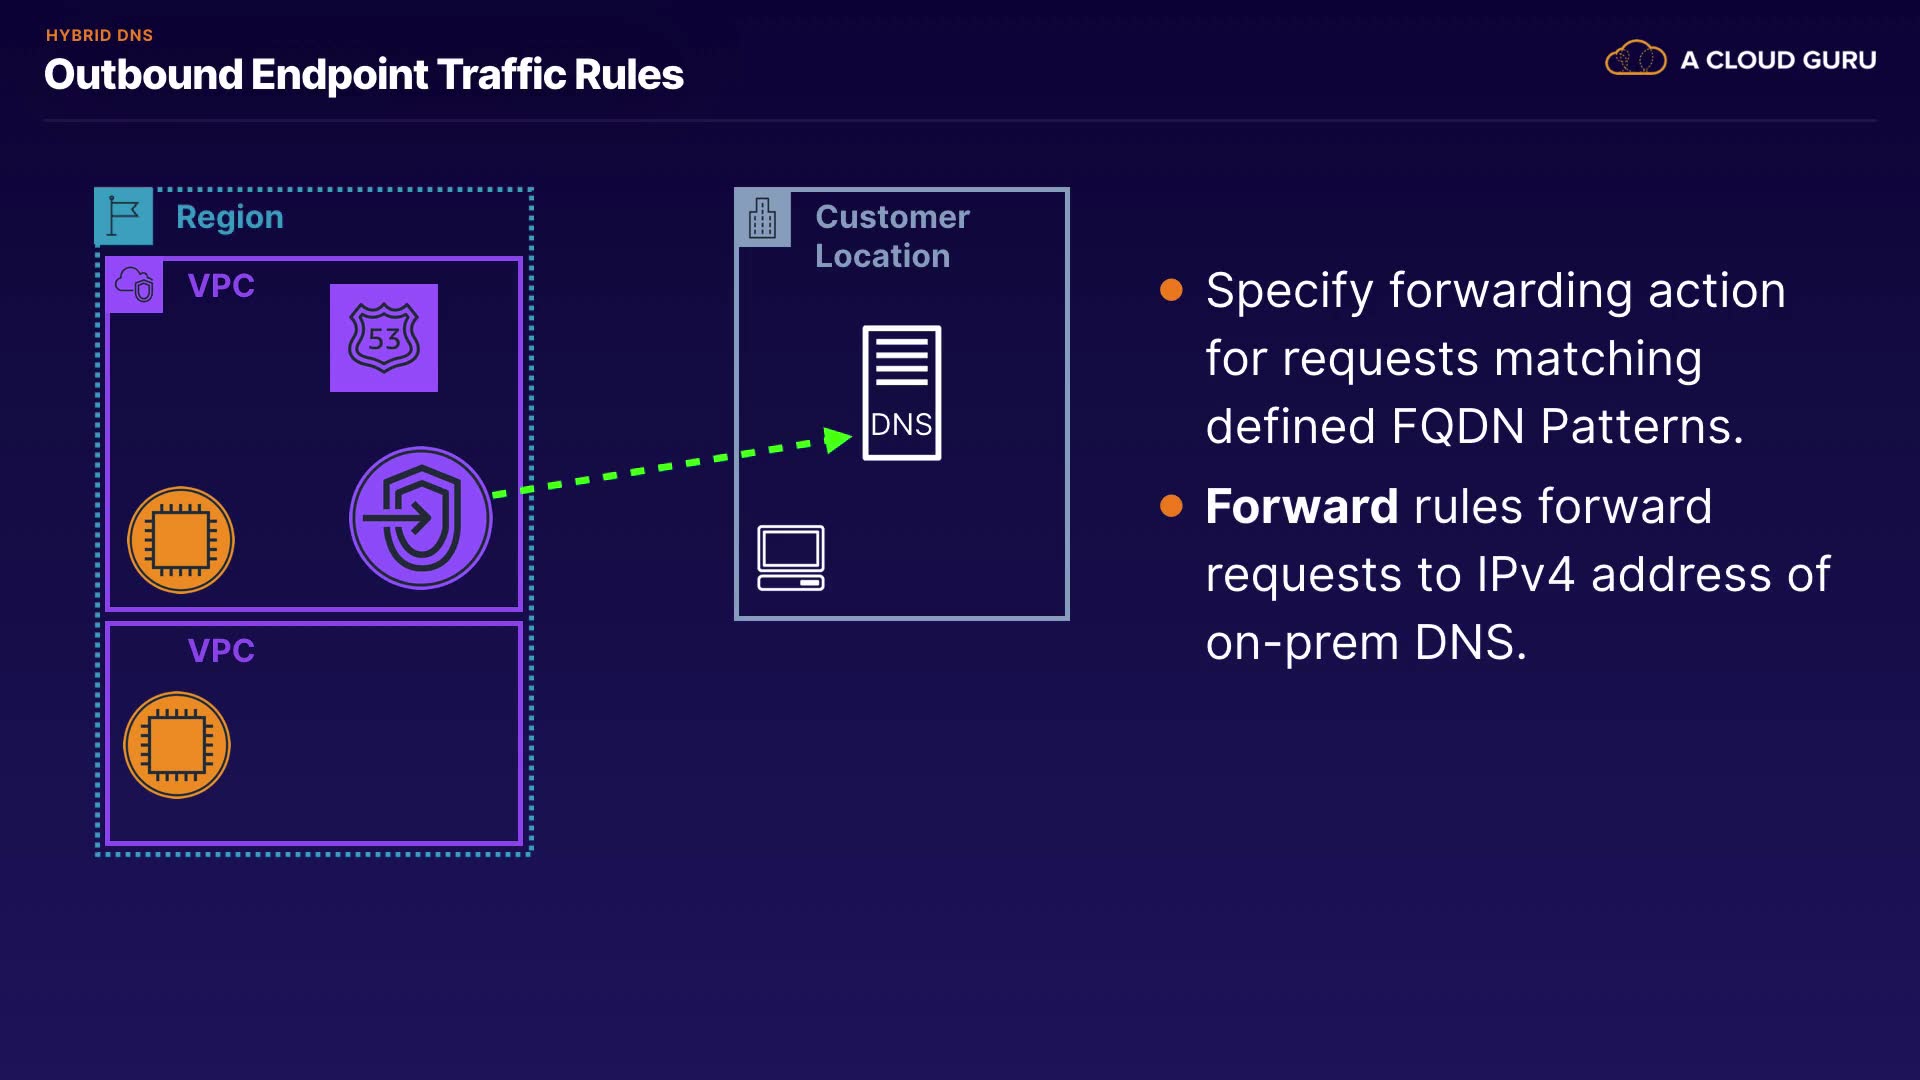 HYBRID DNS
Outbound Endpoint Traffic Rules
A CLOUD GURU
Region
VPC
53
VPC
Customer
Location
DNS
Specify forwarding action
for requests matching
defined FQDN Patterns.
Forward rules forward
requests to IPv4 address of
on-prem DNS.